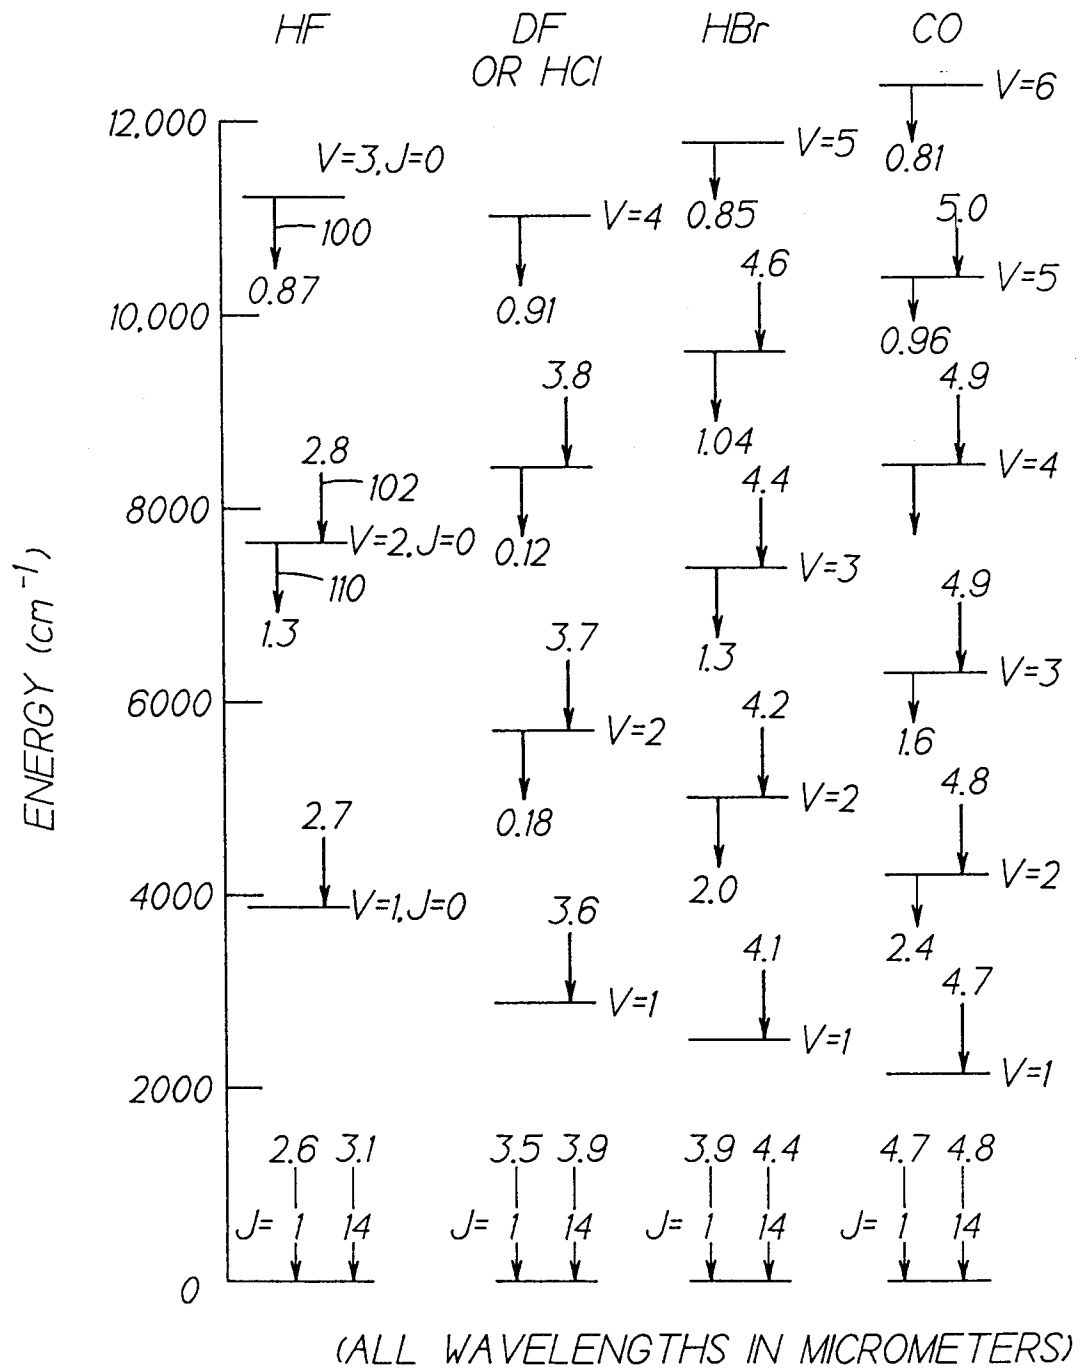 HF DF HBr CO
OR HCl
V=6
12,000
V=5
0.81
V=3,J=0
5.0
V=4
0.85
100
4.6
V=5
0.87
10,000
0.91
0.96
3.8
4.9
1.04
2.8
V=4
102
4.4
8000
V=2,J=0
0.12
V=3
110
4.9
1.3
3.7
1.3
V=3
6000
4.2
V=2
1.6
4.8
2.7
0.18
V=2
V=2
4000
2.0
V=1,J=0
3.6
4.1
2.4
4.7
V=1
V=1
V=1
2000
2.6 3.1 3.5 3.9 3.9 4.4 4.7 4.8
J= 1 14 J= 1 14 J= 1 14 J= 1 14
0
ENERGY (cm⁻¹)
(ALL WAVELENGTHS IN MICROMETERS)